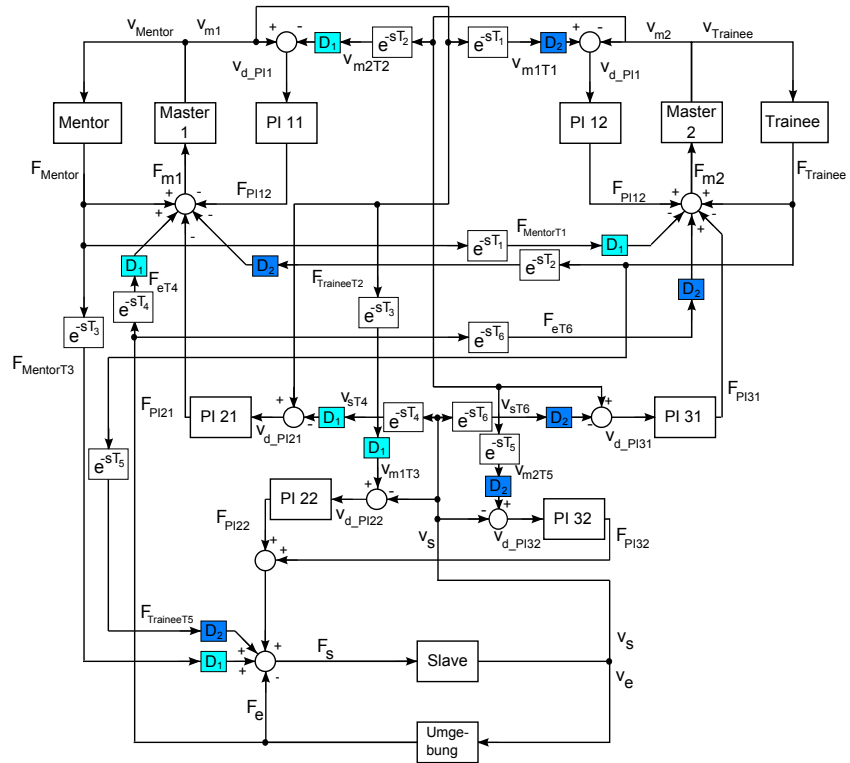 v_Mentor v_m1 v_m2 v_Trainee
+ - D₁ e^-sT₂ e^-sT₁ D₂ + -
v_m2T2 v_m1T1
v_d_PI1 v_d_PI1
Mentor Master 1 PI 11 PI 12 Master 2 Trainee
F_Mentor F_m1 F_PI12 F_PI12 F_m2 F_Trainee
+ - + - - + + - + -
e^-sT₁ F_MentorT1 D₁
D₁ D₂ e^-sT₂
F_eT4 F_TraineeT2 D₂
e^-sT₄ e^-sT₃
e^-sT₃ e^-sT₆ F_eT6
F_MentorT3
F_PI21 F_PI31
PI 21 + - D₁ v_sT4 e^-sT₄ e^-sT₆ v_sT6 D₂ + - PI 31
v_d_PI21 v_d_PI31
e^-sT₅ D₁ e^-sT₅
v_m1T3 v_m2T5
D₂
PI 22 + - - + PI 32
F_PI22 v_d_PI22 v_d_PI32 F_PI32
v_s
+ +
F_TraineeT5 D₂ + F_s Slave v_s
D₁ + + - v_e
F_e
Umge-
bung